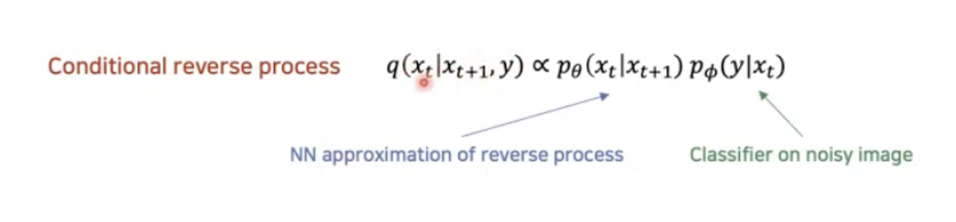 Conditional reverse process q(x_t|x_{t+1}, y) ∝ p_θ(x_t|x_{t+1}) p_ϕ(y|x_t)
NN approximation of reverse process Classifier on noisy image